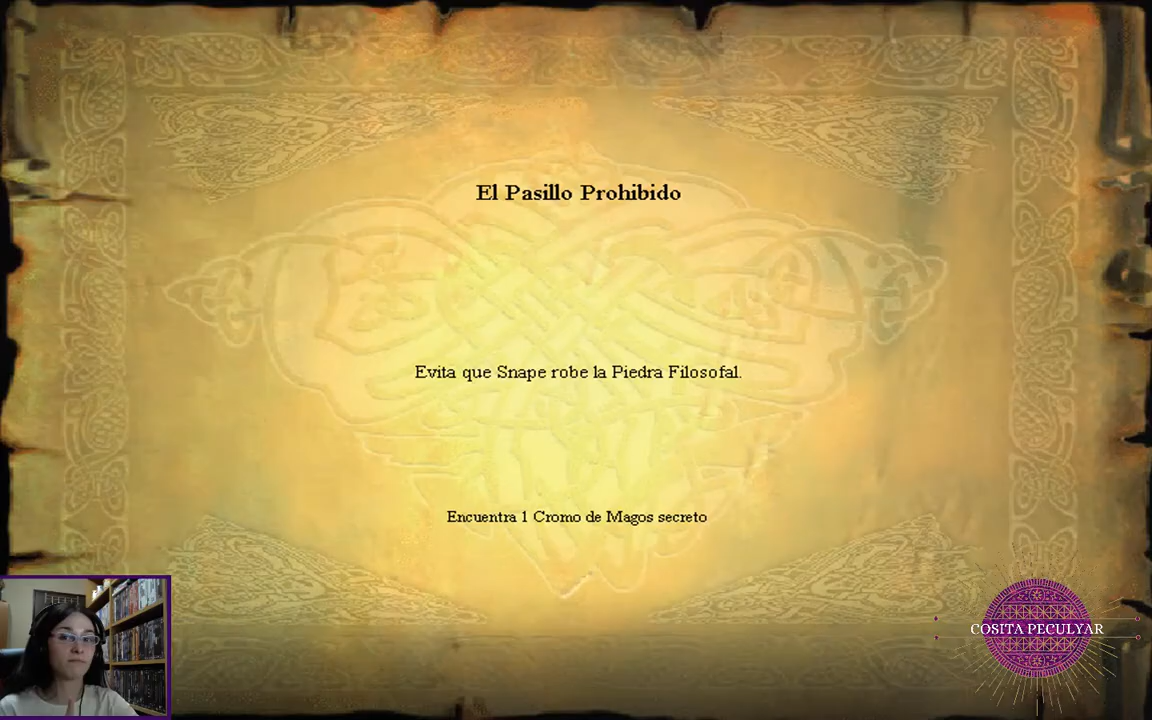 El Pasillo Prohibido
Evita que Snape robe la Piedra Filosofal.
Encuentra 1 Cromo de Magos secreto
COSITA PECULYAR